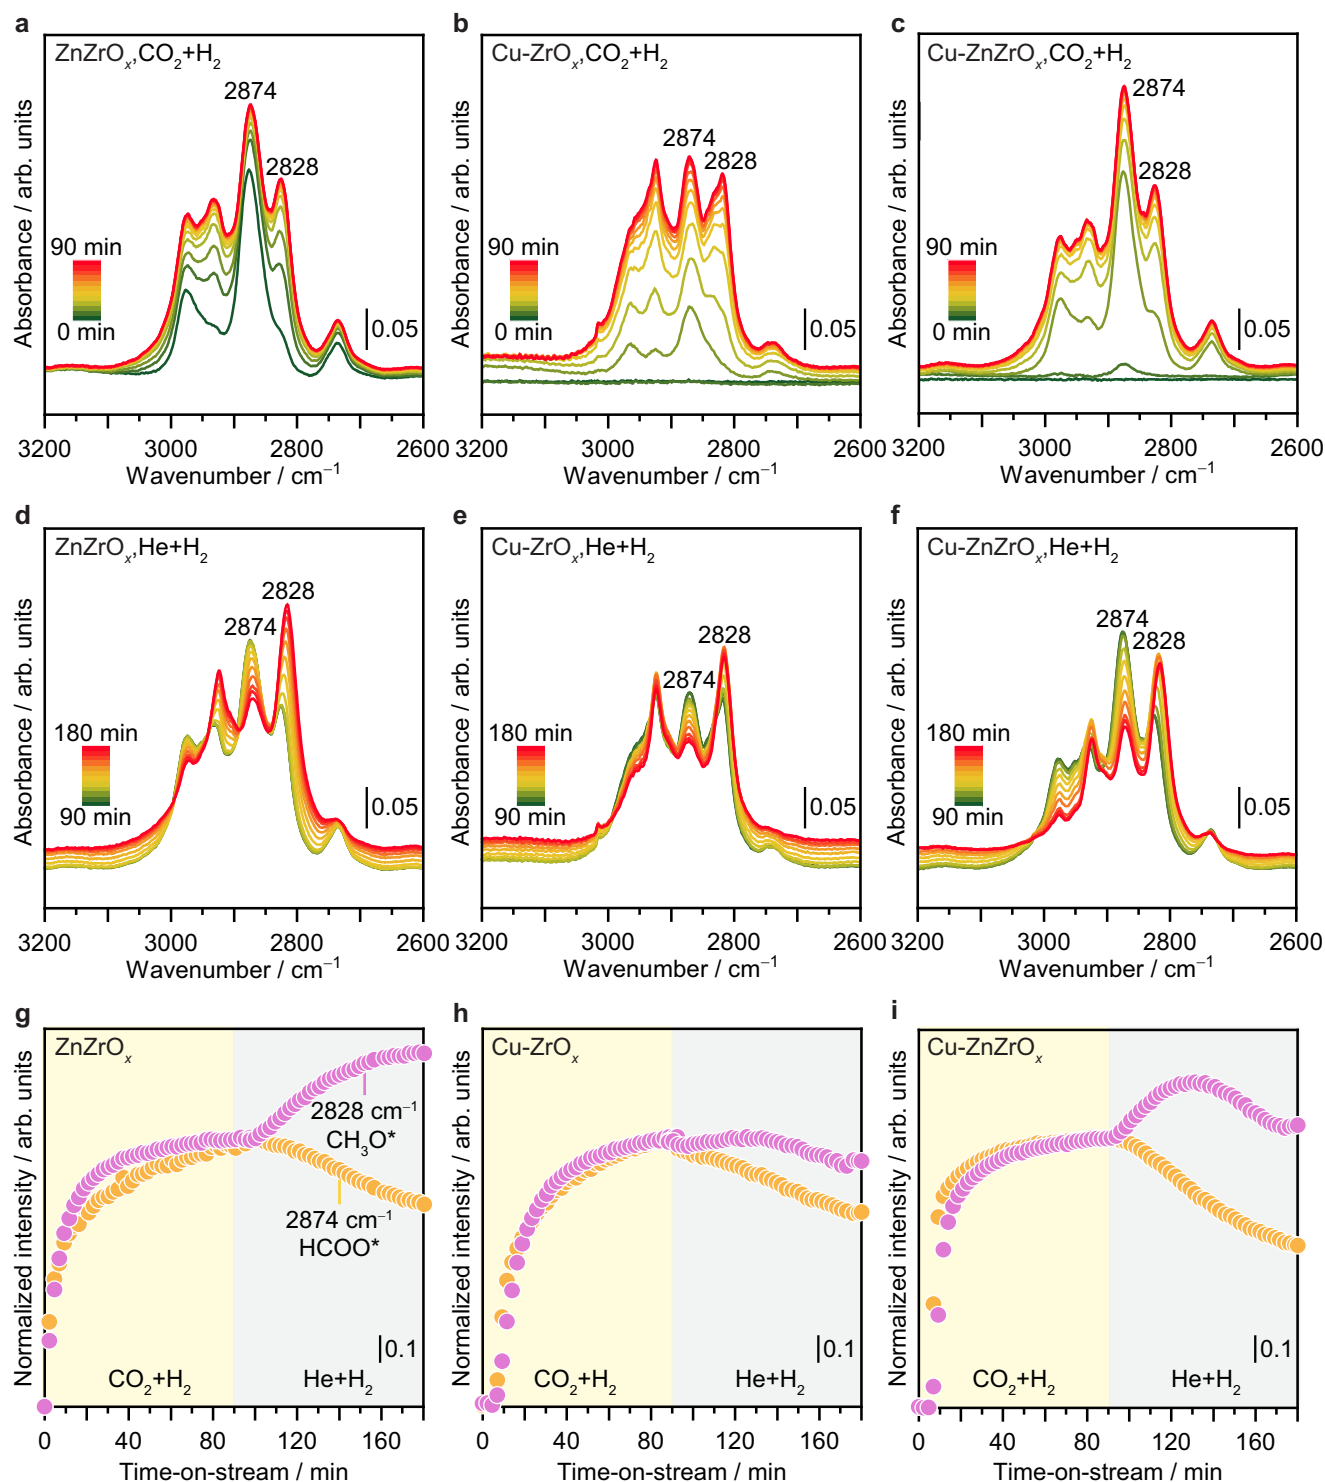 a
ZnZrOₓ,CO₂+H₂
2874
2828
90 min
0 min
0.05
Absorbance / arb. units
3200 3000 2800 2600
Wavenumber / cm⁻¹
b
Cu-ZrOₓ,CO₂+H₂
2874
2828
90 min
0 min
0.05
Absorbance / arb. units
3200 3000 2800 2600
Wavenumber / cm⁻¹
c
Cu-ZnZrOₓ,CO₂+H₂
2874
2828
90 min
0 min
0.05
Absorbance / arb. units
3200 3000 2800 2600
Wavenumber / cm⁻¹
d
ZnZrOₓ,He+H₂
2828
2874
180 min
90 min
0.05
Absorbance / arb. units
3200 3000 2800 2600
Wavenumber / cm⁻¹
e
Cu-ZrOₓ,He+H₂
2828
2874
180 min
90 min
0.05
Absorbance / arb. units
3200 3000 2800 2600
Wavenumber / cm⁻¹
f
Cu-ZnZrOₓ,He+H₂
2874
2828
180 min
90 min
0.05
Absorbance / arb. units
3200 3000 2800 2600
Wavenumber / cm⁻¹
g
ZnZrOₓ
2828 cm⁻¹
CH₃O*
2874 cm⁻¹
HCOO*
0.1
CO₂+H₂ He+H₂
Normalized intensity / arb. units
0 40 80 120 160
Time-on-stream / min
h
Cu-ZrOₓ
0.1
CO₂+H₂ He+H₂
Normalized intensity / arb. units
0 40 80 120 160
Time-on-stream / min
i
Cu-ZnZrOₓ
0.1
CO₂+H₂ He+H₂
Normalized intensity / arb. units
0 40 80 120 160
Time-on-stream / min